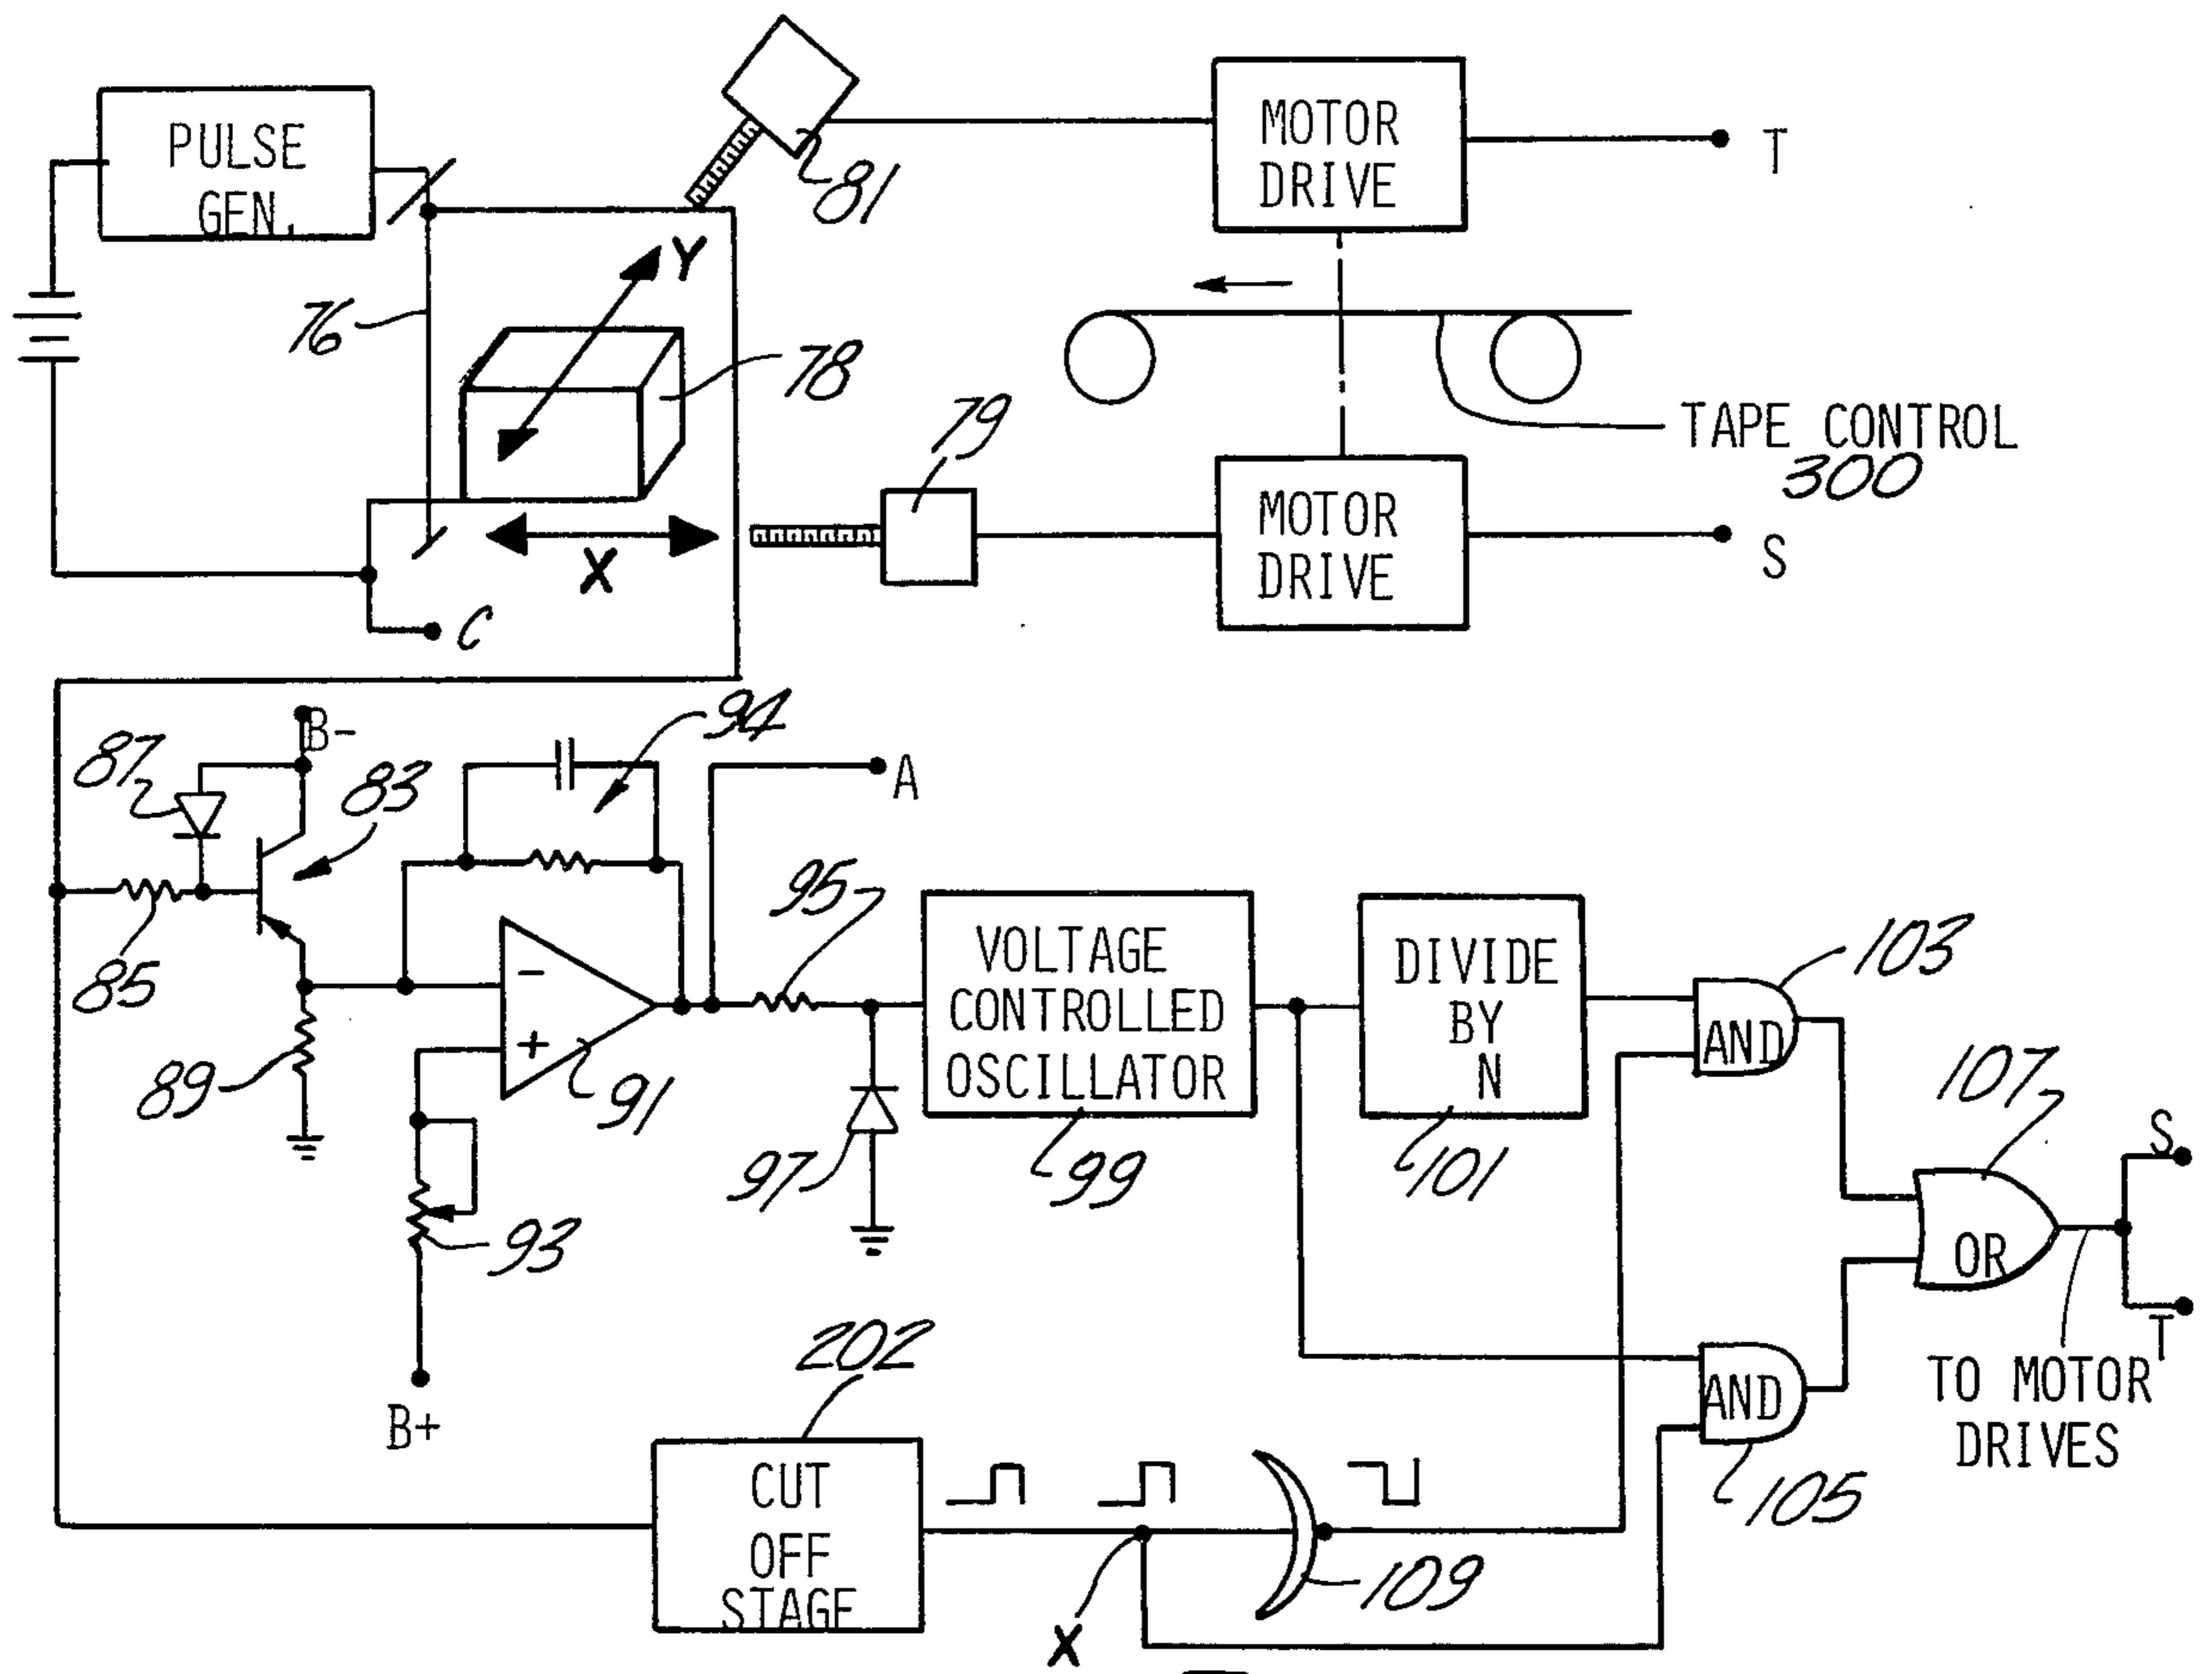 PULSE
GEN.
81
MOTOR
DRIVE
T
76
Y
78
79
TAPE CONTROL
300
X
MOTOR
DRIVE
S
C
B-
87
83
94
A
85
95
89
-
+
91
93
B+
97
VOLTAGE
CONTROLLED
OSCILLATOR
99
DIVIDE
BY
N
101
103
AND
107
OR
S
T
TO MOTOR
DRIVES
AND
105
202
CUT
OFF
STAGE
X
109